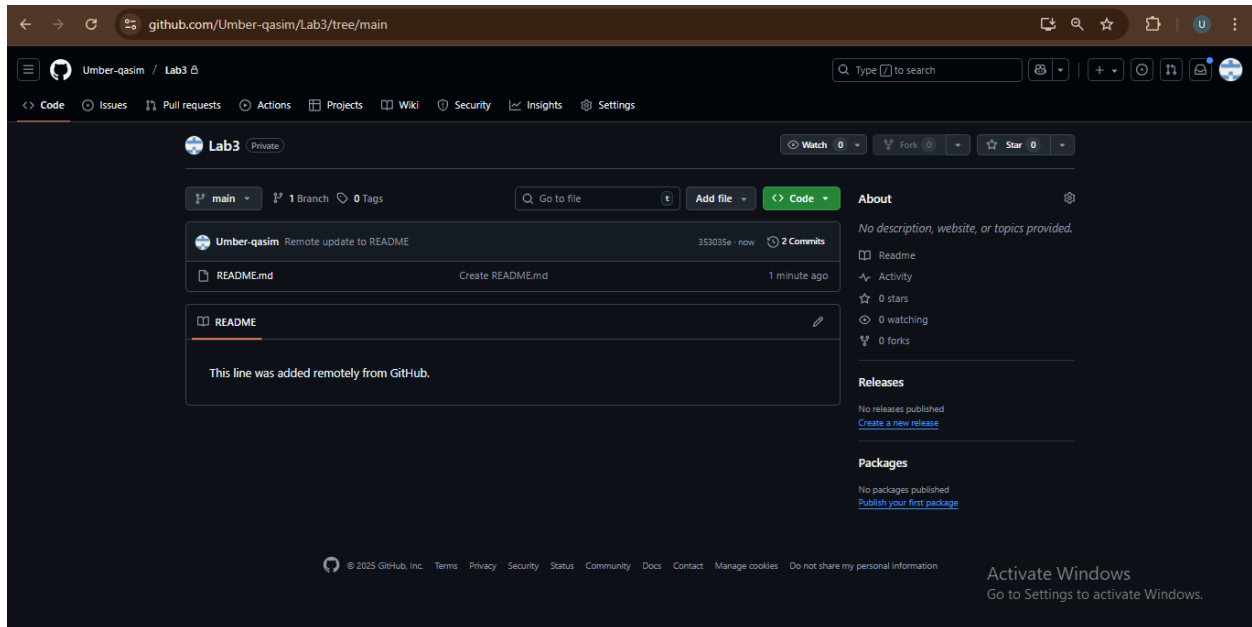 github.com/Umber-qasim/Lab3/tree/main
U
Umber-qasim / Lab3
Type / to search
Code Issues Pull requests Actions Projects Wiki Security Insights Settings
Lab3 Private
Watch 0 Fork 0 Star 0
main 1 Branch 0 Tags Go to file t Add file Code
Umber-qasim Remote update to README 353035e · now 2 Commits
README.md Create README.md 1 minute ago
README
This line was added remotely from GitHub.
About
No description, website, or topics provided.
Readme
Activity
0 stars
0 watching
0 forks
Releases
No releases published
Create a new release
Packages
No packages published
Publish your first package
© 2025 GitHub, Inc. Terms Privacy Security Status Community Docs Contact Manage cookies Do not share my personal information
Activate Windows
Go to Settings to activate Windows.